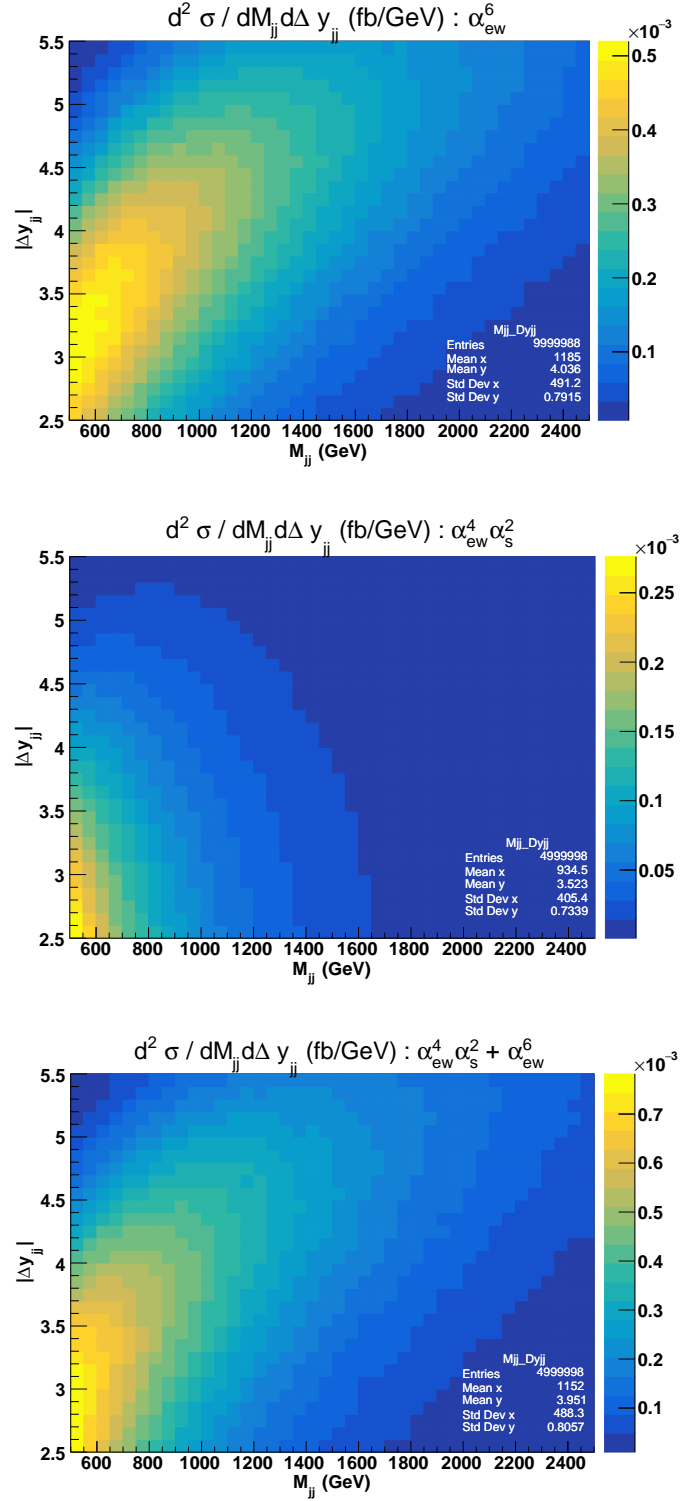 d² σ / dM_jj dΔ y_jj (fb/GeV) : α_ew^6
×10⁻³
5.5
5
4.5
4
3.5
3
2.5
|Δy_jj|
600 800 1000 1200 1400 1600 1800 2000 2200 2400
M_jj (GeV)
Mjj_Dyjj
Entries 9999988
Mean x 1185
Mean y 4.036
Std Dev x 491.2
Std Dev y 0.7915
0.5
0.4
0.3
0.2
0.1
d² σ / dM_jj dΔ y_jj (fb/GeV) : α_ew^4 α_s^2
×10⁻³
5.5
5
4.5
4
3.5
3
2.5
|Δy_jj|
600 800 1000 1200 1400 1600 1800 2000 2200 2400
M_jj (GeV)
Mjj_Dyjj
Entries 4999998
Mean x 934.5
Mean y 3.523
Std Dev x 405.4
Std Dev y 0.7339
0.25
0.2
0.15
0.1
0.05
d² σ / dM_jj dΔ y_jj (fb/GeV) : α_ew^4 α_s^2 + α_ew^6
×10⁻³
5.5
5
4.5
4
3.5
3
2.5
|Δy_jj|
600 800 1000 1200 1400 1600 1800 2000 2200 2400
M_jj (GeV)
Mjj_Dyjj
Entries 4999998
Mean x 1152
Mean y 3.951
Std Dev x 488.3
Std Dev y 0.8057
0.7
0.6
0.5
0.4
0.3
0.2
0.1